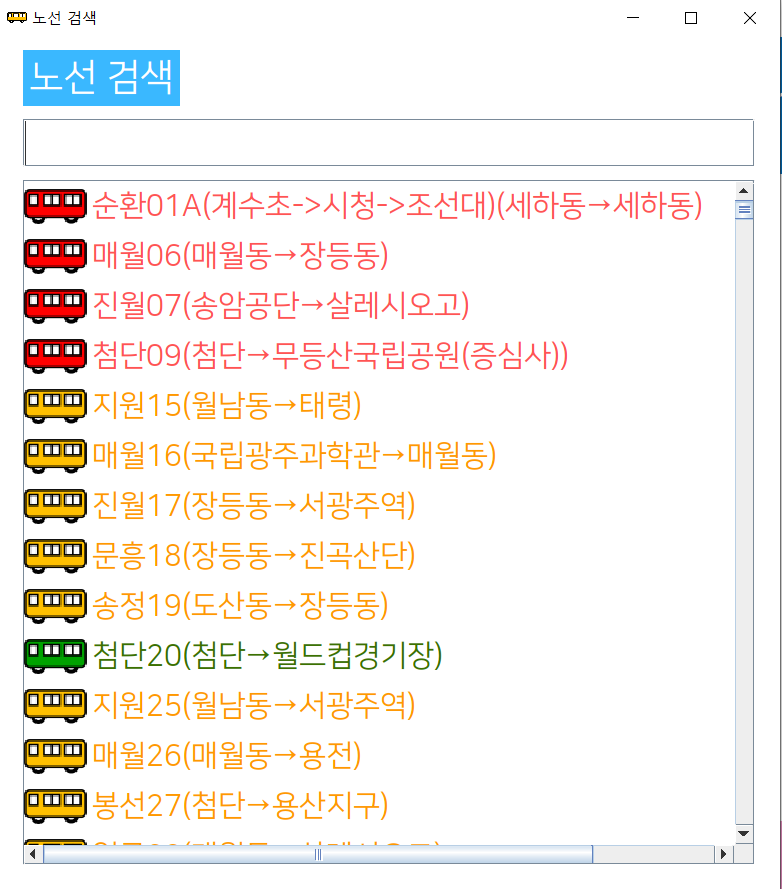 노선 검색
노선 검색
순환01A(계수초->시청->조선대)(세하동→세하동)
매월06(매월동→장등동)
진월07(송암공단→살레시오고)
첨단09(첨단→무등산국립공원(증심사))
지원15(월남동→태령)
매월16(국립광주과학관→매월동)
진월17(장등동→서광주역)
문흥18(장등동→진곡산단)
송정19(도산동→장등동)
첨단20(첨단→월드컵경기장)
지원25(월남동→서광주역)
매월26(매월동→용전)
봉선27(첨단→용산지구)